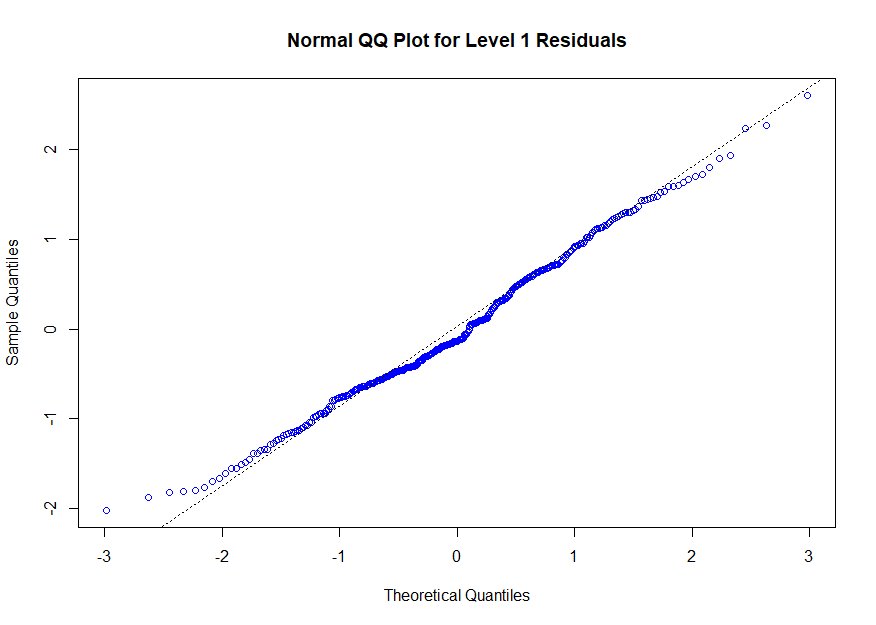 Normal QQ Plot for Level 1 Residuals
Sample Quantiles
2
1
0
-1
-2
-3 -2 -1 0 1 2 3
Theoretical Quantiles